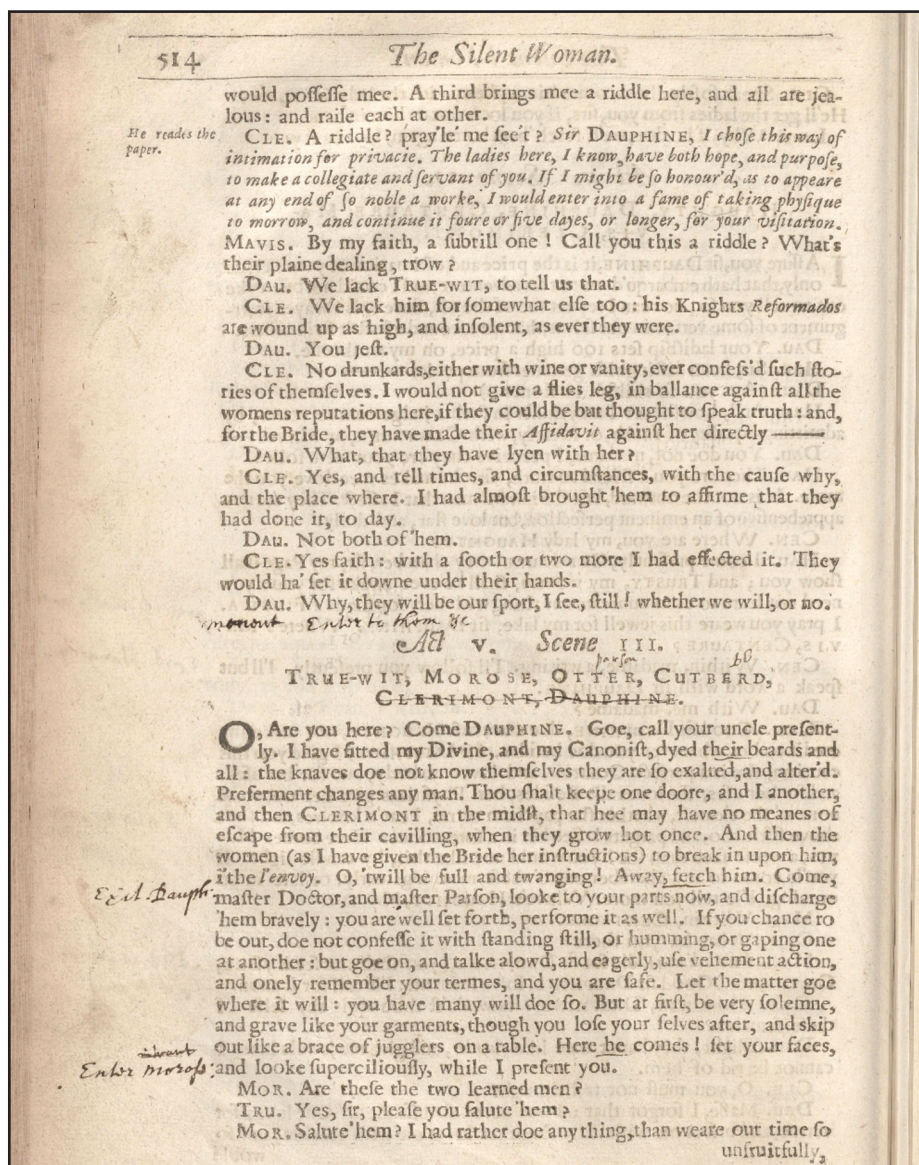 514
The Silent Woman.
would poſſeſſe mee. A third brings mee a riddle here, and all are jea-
lous: and raile each at other.
He reades the
paper.
CLE. A riddle? pray'le' me ſee't? Sir DAUPHINE, I choſe this way of
intimation for privacie. The ladies here, I know, have both hope, and purpoſe,
to make a collegiate and ſervant of you. If I might be ſo honour'd, as to appeare
at any end of ſo noble a worke, I would enter into a fame of taking phyſique
to morrow, and continue it foure or five dayes, or longer, for your viſitation.
MAVIS. By my faith, a ſubtill one! Call you this a riddle? What's
their plaine dealing, trow?
DAU. We lack TRUE-WIT, to tell us that.
CLE. We lack him for ſomewhat elſe too: his Knights Reformados
are wound up as high, and inſolent, as ever they were.
DAU. You jeſt.
CLE. No drunkards, either with wine or vanity, ever confeſs'd ſuch ſto-
ries of themſelves. I would not give a flies leg, in ballance againſt all the
womens reputations here, if they could be but thought to ſpeak truth: and,
for the Bride, they have made their Affidavit againſt her directly ———
DAU. What, that they have lyen with her?
CLE. Yes, and tell times, and circumſtances, with the cauſe why,
and the place where. I had almoſt brought 'hem to affirme that they
had done it, to day.
DAU. Not both of 'hem.
CLE. Yes faith: with a ſooth or two more I had effected it. They
would ha' ſet it downe under their hands.
DAU. Why, they will be our ſport, I ſee, ſtill! whether we will, or no.
Enter to them &c
Act V. Scene III.
parson
TRUE-WIT, MOROSE, OTTER, CUTBERD,
CLERIMONT, DAUPHINE.
O, Are you here? Come DAUPHINE. Goe, call your uncle preſent-
ly. I have fitted my Divine, and my Canoniſt, dyed their beards and
all: the knaves doe not know themſelves they are ſo exalted, and alter'd.
Preferment changes any man. Thou ſhalt keepe one doore, and I another,
and then CLERIMONT in the midſt, that hee may have no meanes of
eſcape from their cavilling, when they grow hot once. And then the
women (as I have given the Bride her inſtructions) to break in upon him,
i'the l'envoy. O, 'twill be full and twanging! Away, fetch him. Come,
Exit. Dauph
maſter Doctor, and maſter Parſon, looke to your parts now, and diſcharge
'hem bravely: you are well ſet forth, performe it as well. If you chance to
be out, doe not confeſſe it with ſtanding ſtill, or humming, or gaping one
at another: but goe on, and talke alowd, and eagerly, uſe vehement action,
and onely remember your termes, and you are ſafe. Let the matter goe
where it will: you have many will doe ſo. But at firſt, be very ſolemne,
and grave like your garments, though you loſe your ſelves after, and skip
out like a brace of jugglers on a table. Here he comes! ſet your faces,
Enter moroſs:
and looke ſuperciliouſly, while I preſent you.
MOR. Are theſe the two learned men?
TRU. Yes, ſir, pleaſe you ſalute 'hem?
MOR. Salute 'hem? I had rather doe any thing, than weare out time ſo
unfruitfully,